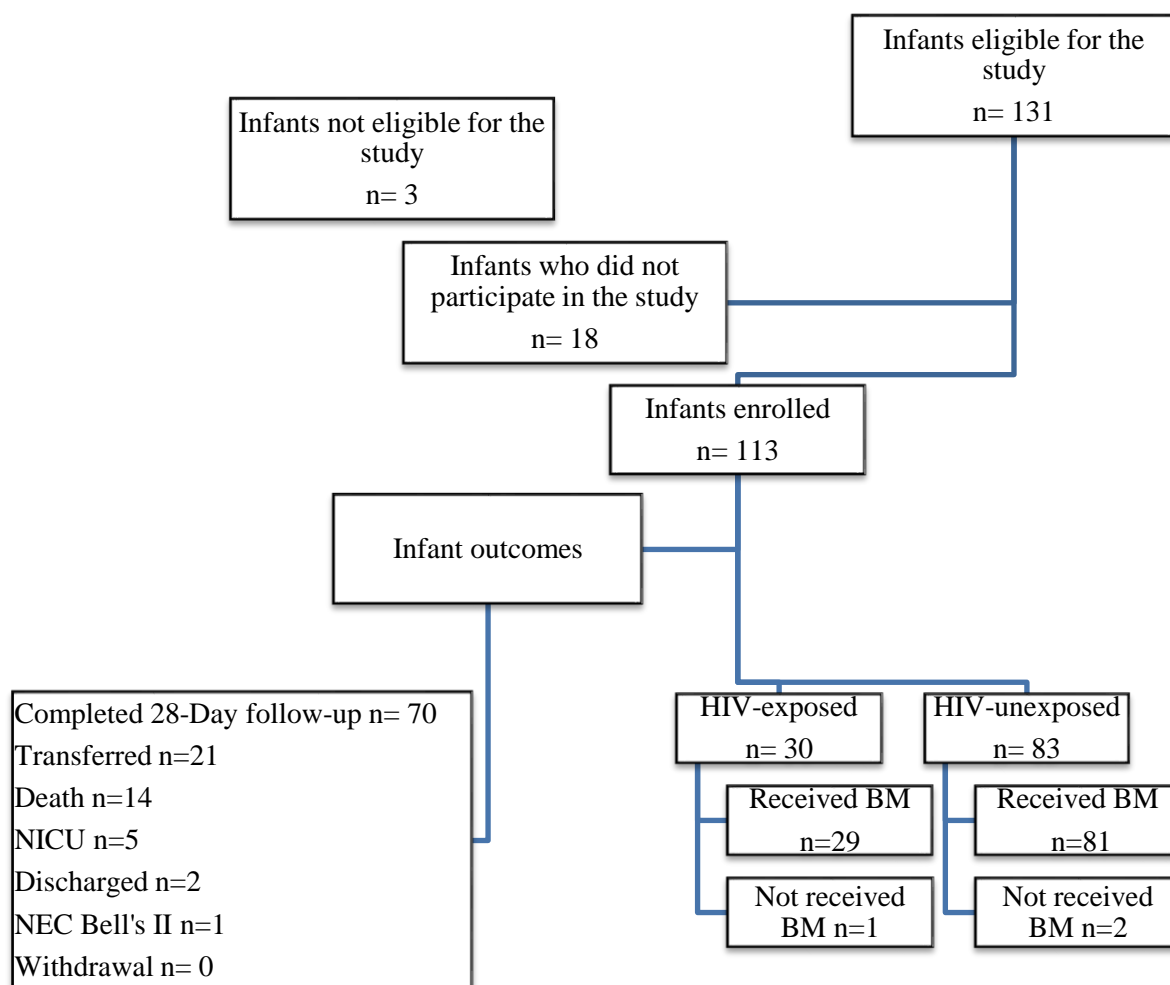 Infants eligible for the
study
n= 131
Infants not eligible for the
study
n= 3
Infants who did not
participate in the study
n= 18
Infants enrolled
n= 113
Infant outcomes
Completed 28-Day follow-up n= 70
Transferred n=21
Death n=14
NICU n=5
Discharged n=2
NEC Bell's II n=1
Withdrawal n= 0
HIV-exposed
n= 30
Received BM
n=29
Not received
BM n=1
HIV-unexposed
n= 83
Received BM
n=81
Not received
BM n=2